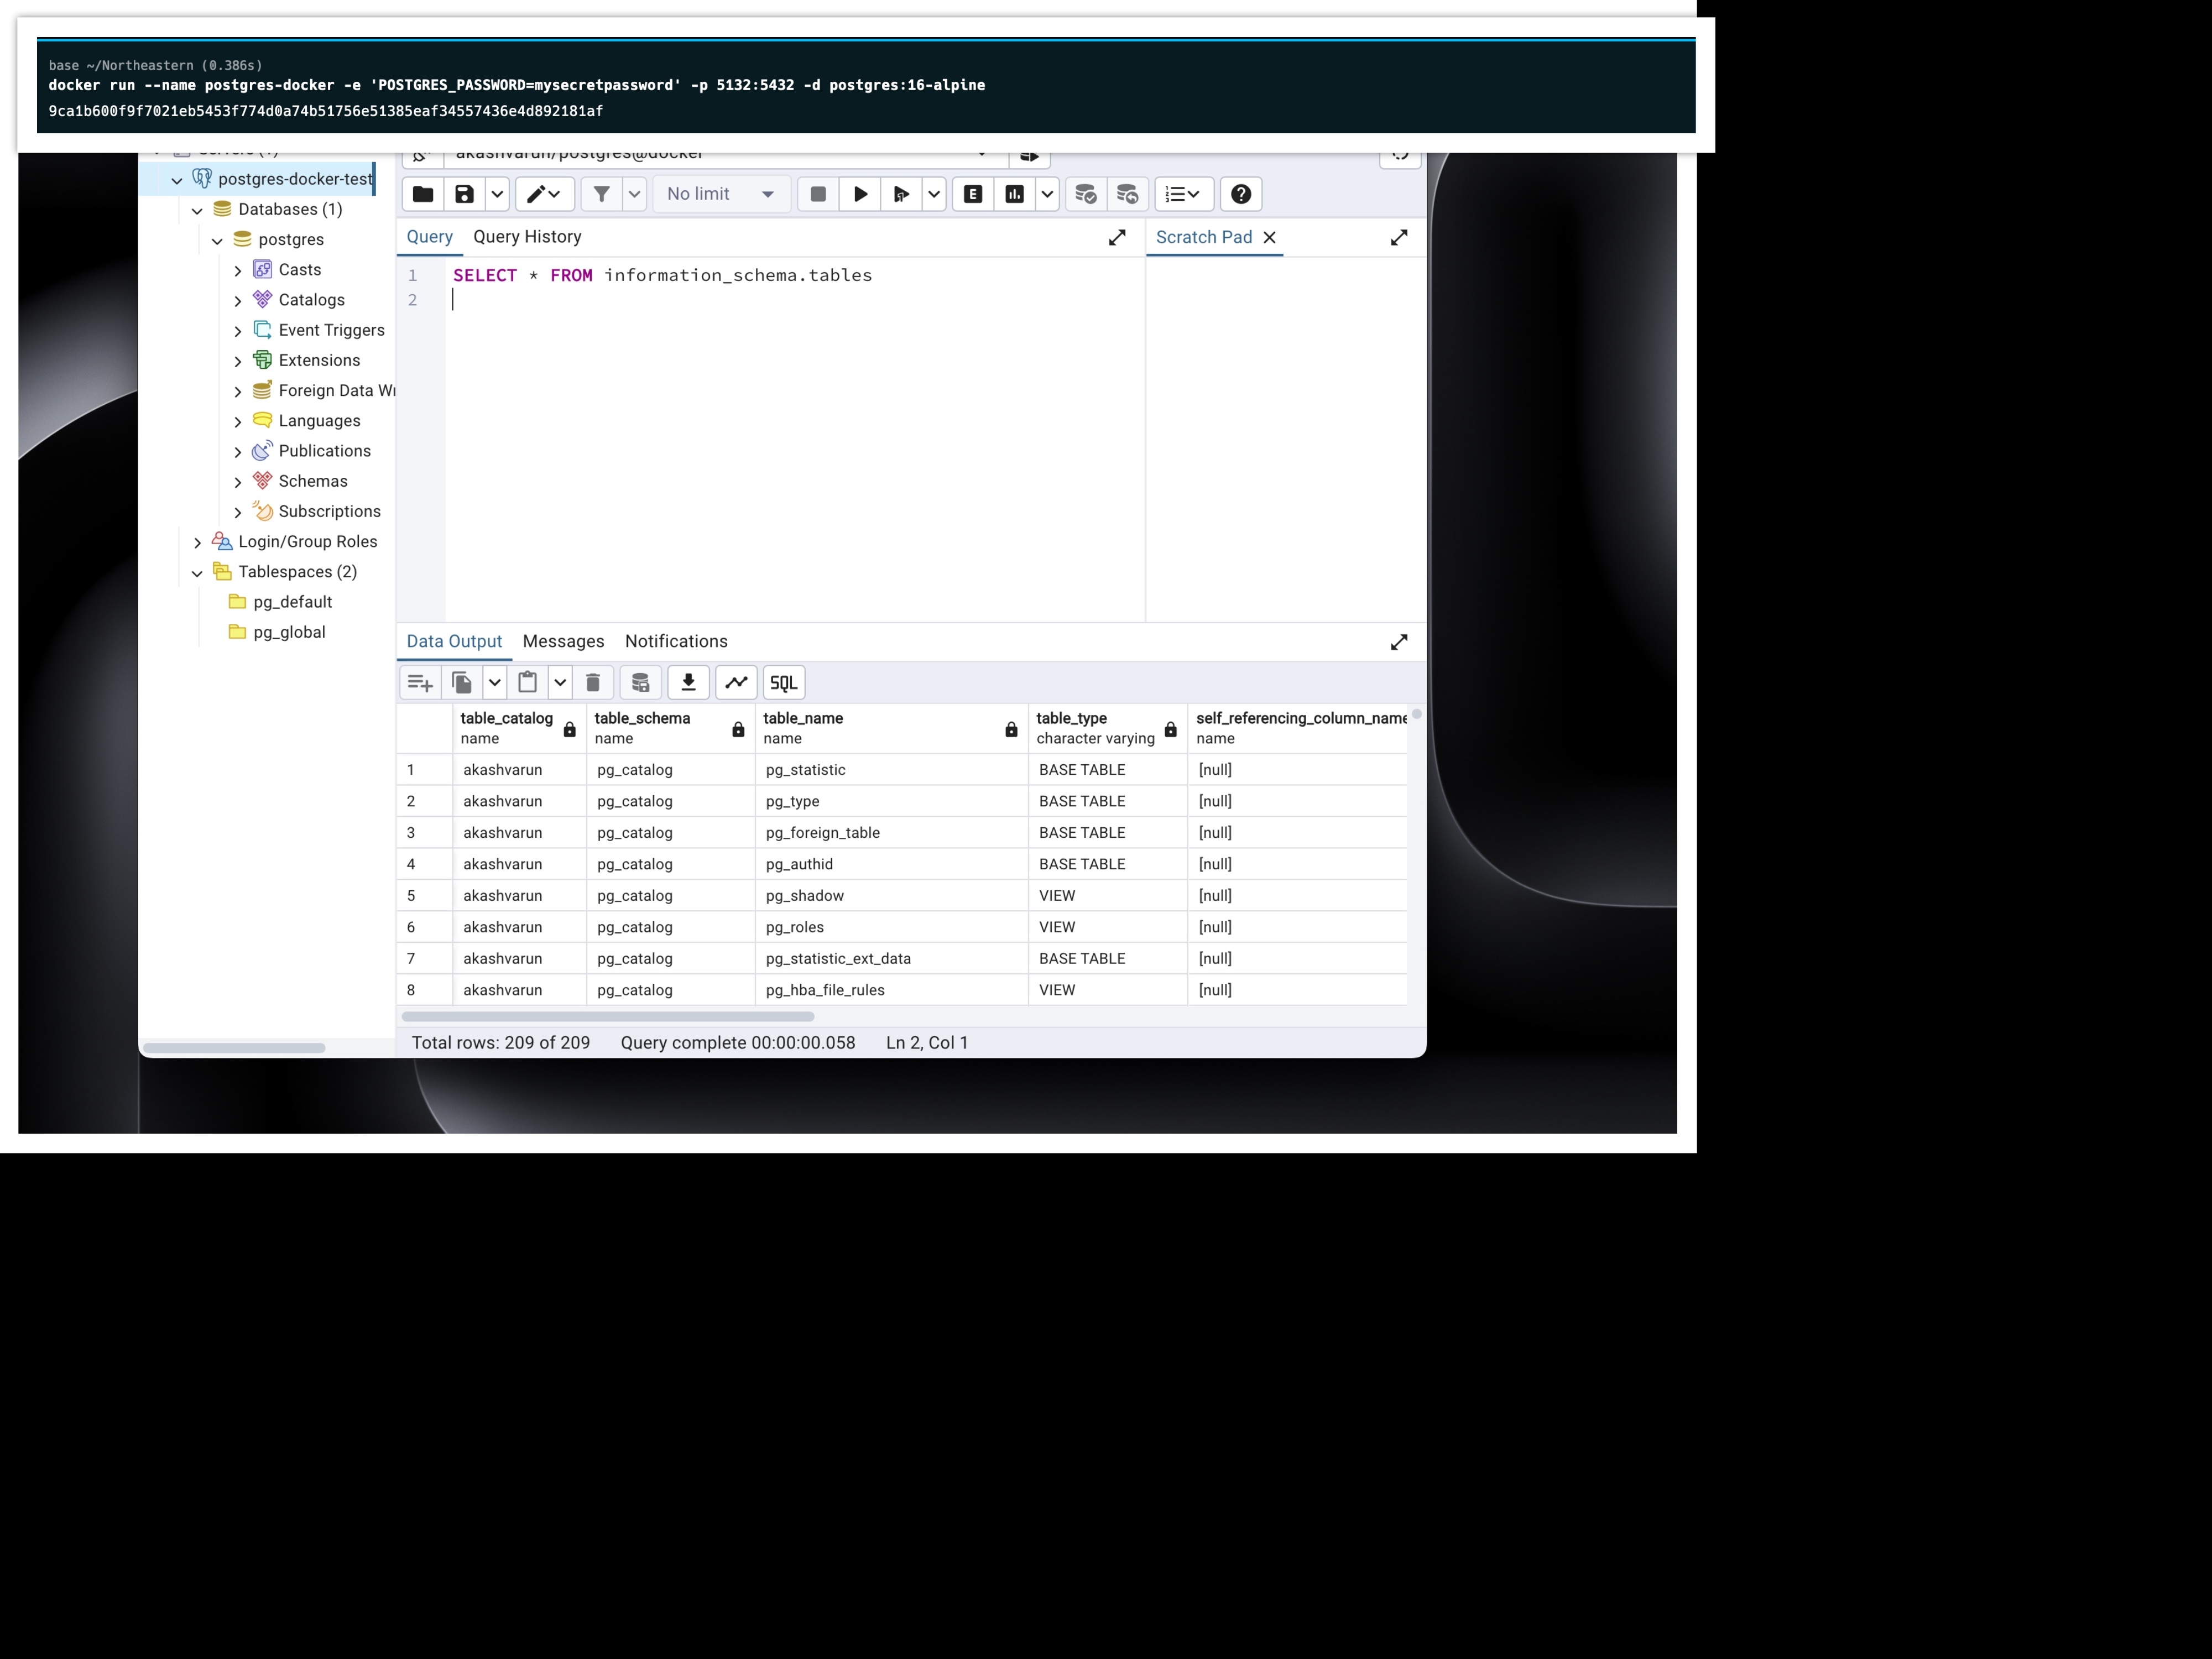 base ~/Northeastern (0.386s)
docker run --name postgres-docker -e 'POSTGRES_PASSWORD=mysecretpassword' -p 5132:5432 -d postgres:16-alpine
9ca1b600f9f7021eb5453f774d0a74b51756e51385eaf34557436e4d892181af
Servers (1)
akashvarun/postgres@docker
postgres-docker-test
No limit
E
Databases (1)
postgres
Casts
Catalogs
Event Triggers
Extensions
Foreign Data Wr
Languages
Publications
Schemas
Subscriptions
Login/Group Roles
Tablespaces (2)
pg_default
pg_global
Query Query History
Scratch Pad
1 SELECT * FROM information_schema.tables
2
Data Output Messages Notifications
SQL
table_catalog table_schema table_name table_type self_referencing_column_name
name name name character varying name
1 akashvarun pg_catalog pg_statistic BASE TABLE [null]
2 akashvarun pg_catalog pg_type BASE TABLE [null]
3 akashvarun pg_catalog pg_foreign_table BASE TABLE [null]
4 akashvarun pg_catalog pg_authid BASE TABLE [null]
5 akashvarun pg_catalog pg_shadow VIEW [null]
6 akashvarun pg_catalog pg_roles VIEW [null]
7 akashvarun pg_catalog pg_statistic_ext_data BASE TABLE [null]
8 akashvarun pg_catalog pg_hba_file_rules VIEW [null]
Total rows: 209 of 209 Query complete 00:00:00.058 Ln 2, Col 1